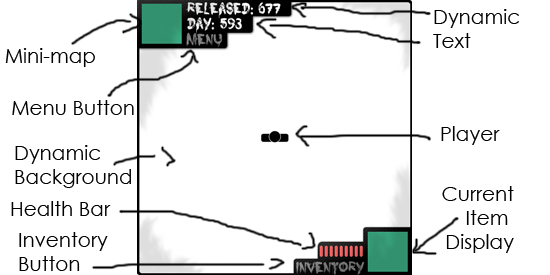 RELEASED: 677
DAY: 593
MENU
Dynamic
Text
Mini-map
Menu Button
Player
Dynamic
Background
Health Bar
Current
Item
Display
Inventory
Button
INVENTORY